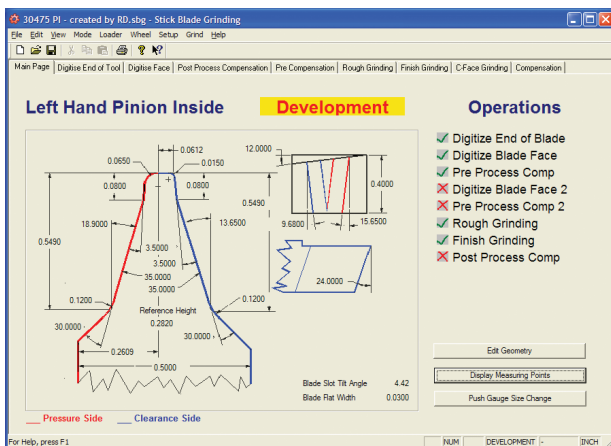 30475 PI - created by RD.sbg - Stick Blade Grinding
File Edit View Mode Loader Wheel Setup Grind Help
Main Page Digitise End of Tool Digitise Face Post Process Compensation Pre Compensation Rough Grinding Finish Grinding C-Face Grinding Compensation
Left Hand Pinion Inside Development Operations
Digitize End of Blade
Digitize Blade Face
Pre Process Comp
Digitize Blade Face 2
Pre Process Comp 2
Rough Grinding
Finish Grinding
Post Process Comp
0.0612
0.0650 0.0150
12.0000
0.0800 0.0800
0.4000
0.5490
18.9000 13.6500
9.6800 15.6500
0.5490
3.5000
3.5000
35.0000
35.0000
24.0000
0.1200 0.1200
Reference Height
0.2820
30.0000 30.0000
0.2609
0.5000
Blade Slot Tilt Angle 4.42
Blade Flat Width 0.0300
Pressure Side Clearance Side
Edit Geometry
Display Measuring Points
Push Gauge Size Change
For Help, press F1 NUM DEVELOPMENT - INCH